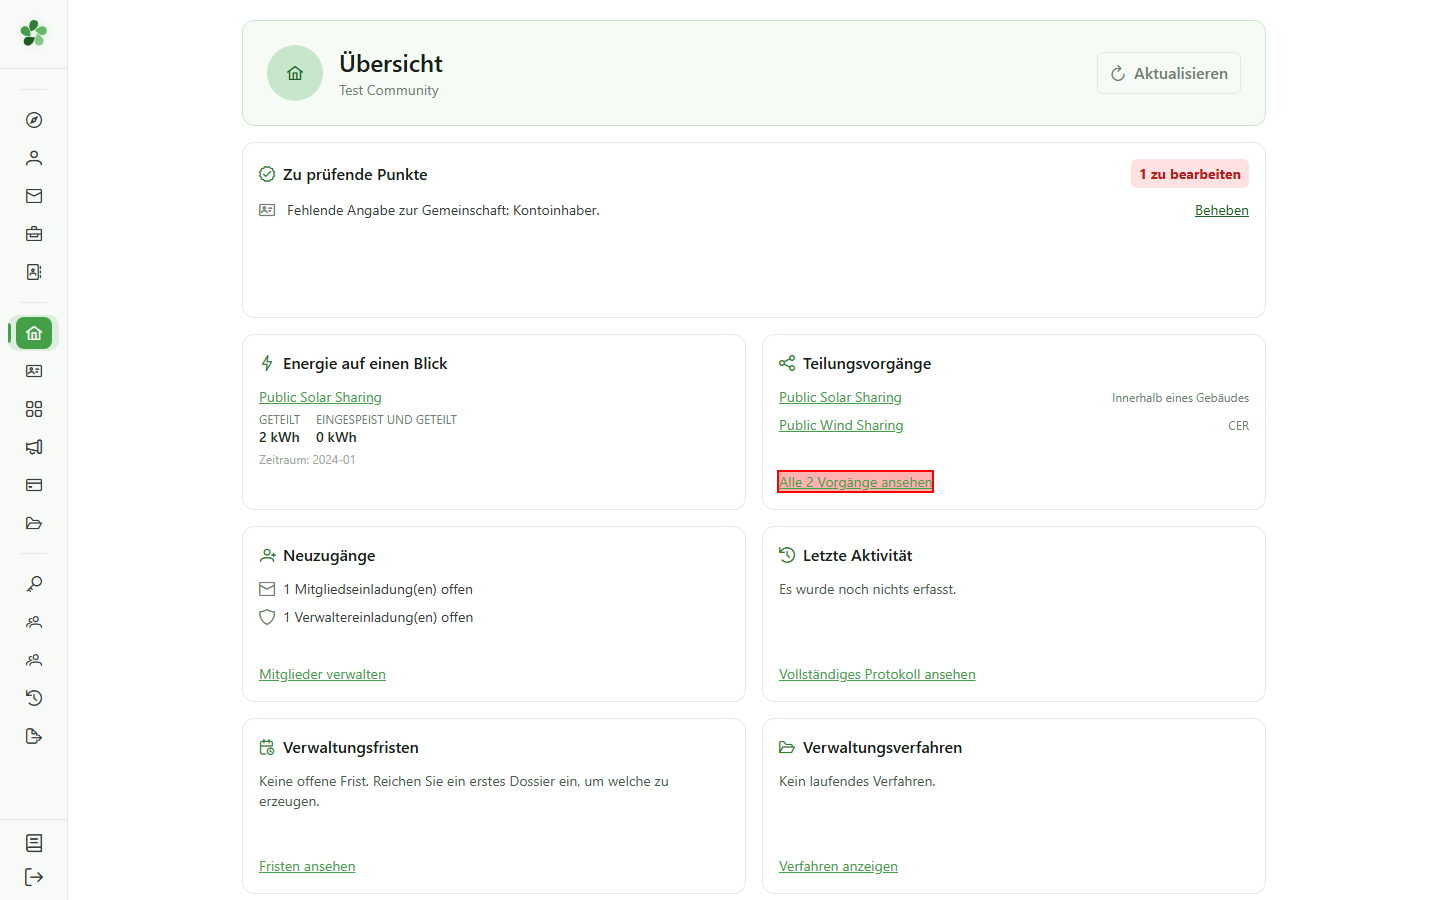 Übersicht
Test Community
Aktualisieren
Zu prüfende Punkte
1 zu bearbeiten
Fehlende Angabe zur Gemeinschaft: Kontoinhaber.
Beheben
Energie auf einen Blick
Public Solar Sharing
GETEILT EINGESPEIST UND GETEILT
2 kWh 0 kWh
Zeitraum: 2024-01
Teilungsvorgänge
Public Solar Sharing
Innerhalb eines Gebäudes
Public Wind Sharing
CER
Alle 2 Vorgänge ansehen
Neuzugänge
1 Mitgliedseinladung(en) offen
1 Verwaltereinladung(en) offen
Mitglieder verwalten
Letzte Aktivität
Es wurde noch nichts erfasst.
Vollständiges Protokoll ansehen
Verwaltungsfristen
Keine offene Frist. Reichen Sie ein erstes Dossier ein, um welche zu
erzeugen.
Fristen ansehen
Verwaltungsverfahren
Kein laufendes Verfahren.
Verfahren anzeigen